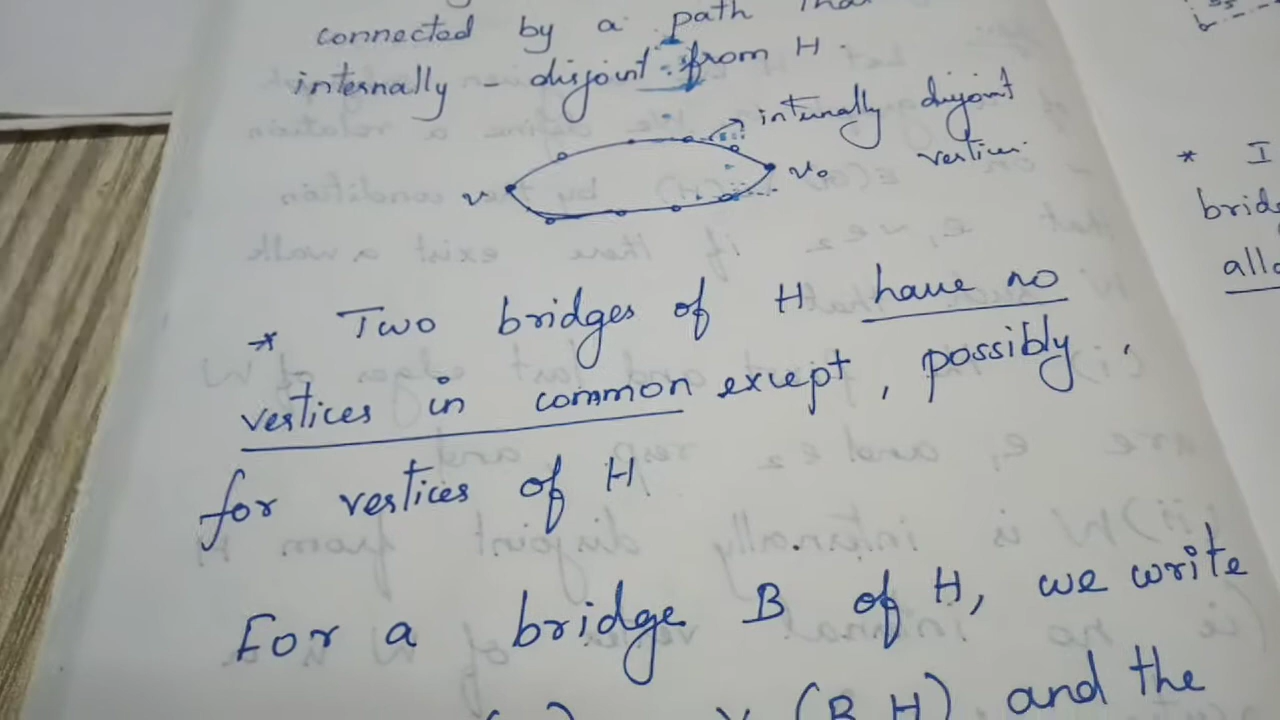 connected by a path
internally - disjoint from H.
internally disjoint
vertices.
v
v₀
* Two bridges of H have no
vertices in common except, possibly,
for vertices of H
For a bridge B of H, we write
(B, H) and the
* I